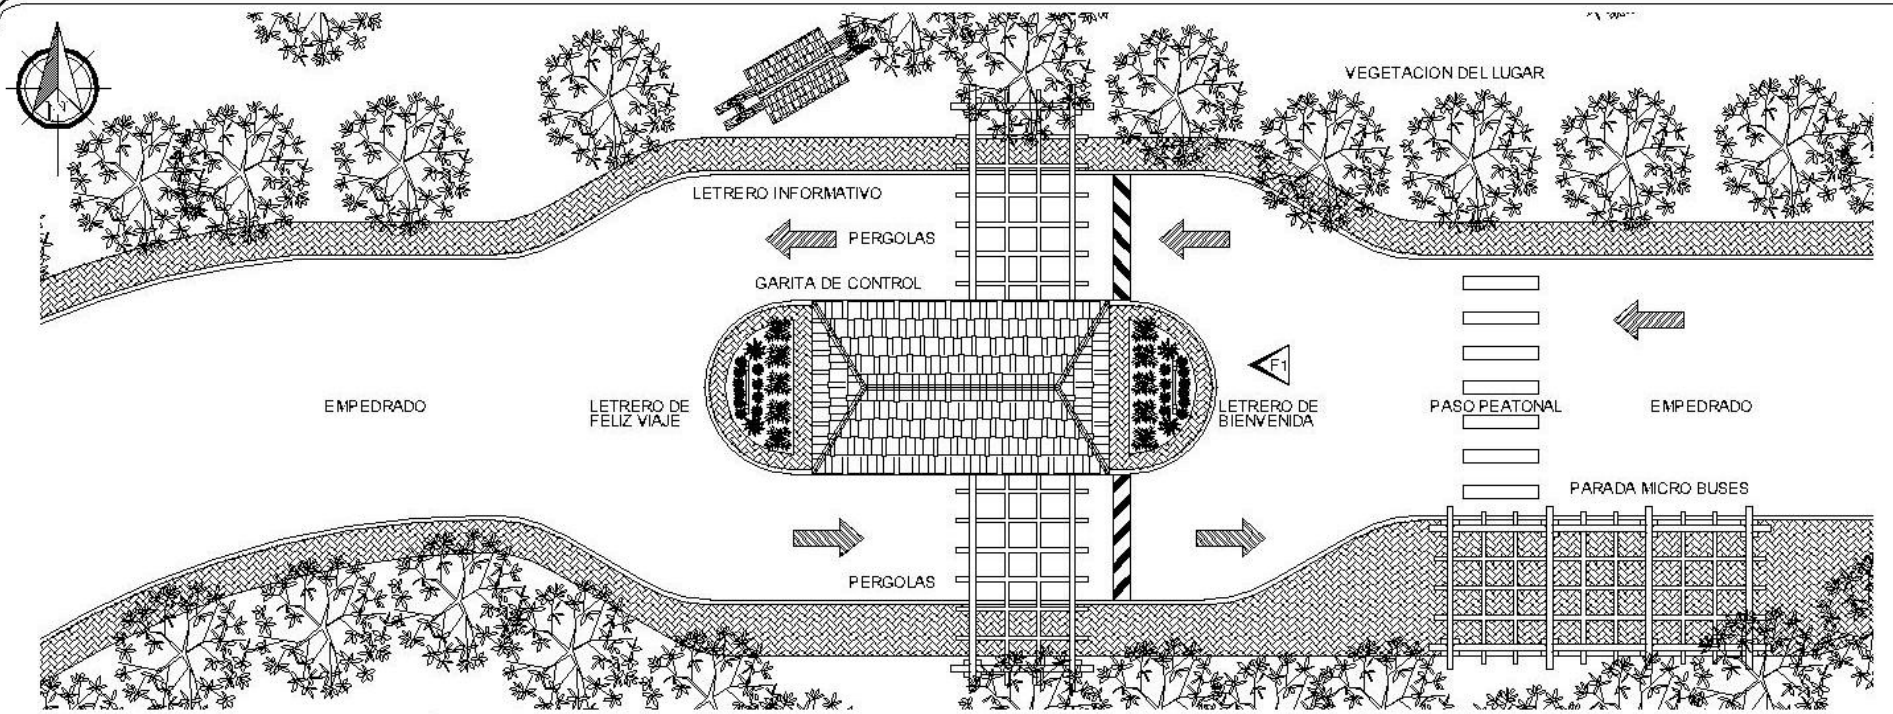 VEGETACION DEL LUGAR
LETRERO INFORMATIVO
PERGOLAS
GARITA DE CONTROL
F1
EMPEDRADO
LETRERO DE
FELIZ VIAJE
LETRERO DE
BIENVENIDA
PASO PEATONAL
EMPEDRADO
PARADA MICRO BUSES
PERGOLAS